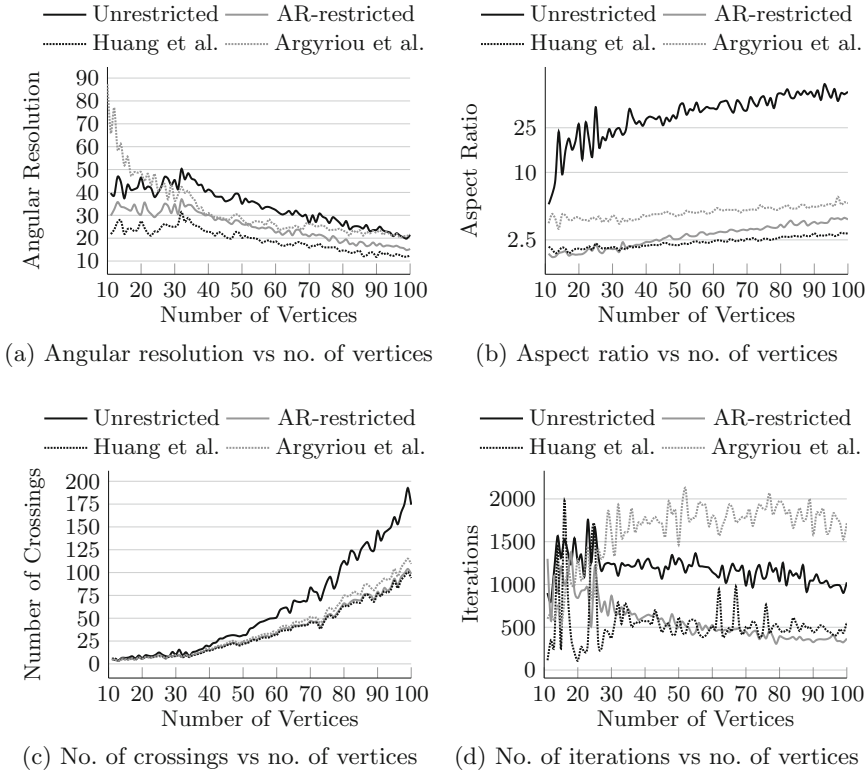 Unrestricted AR-restricted
Huang et al. Argyriou et al.
Angular Resolution
90
80
70
60
50
40
30
20
10
10 20 30 40 50 60 70 80 90 100
Number of Vertices
(a) Angular resolution vs no. of vertices
Unrestricted AR-restricted
Huang et al. Argyriou et al.
Aspect Ratio
25
10
2.5
10 20 30 40 50 60 70 80 90 100
Number of Vertices
(b) Aspect ratio vs no. of vertices
Unrestricted AR-restricted
Huang et al. Argyriou et al.
Number of Crossings
200
175
150
125
100
75
50
25
0
10 20 30 40 50 60 70 80 90 100
Number of Vertices
(c) No. of crossings vs no. of vertices
Unrestricted AR-restricted
Huang et al. Argyriou et al.
Iterations
2000
1500
1000
500
0
10 20 30 40 50 60 70 80 90 100
Number of Vertices
(d) No. of iterations vs no. of vertices